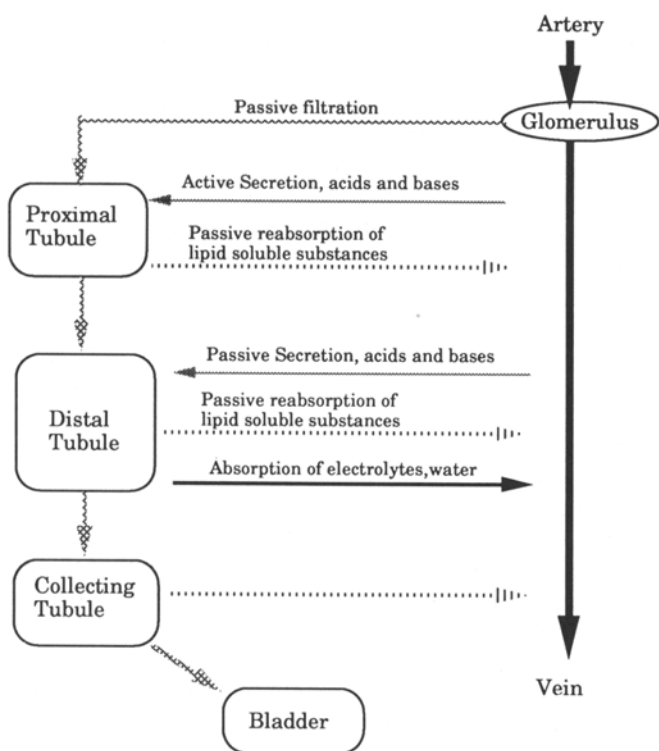 Artery
Passive filtration
Glomerulus
Active Secretion, acids and bases
Proximal
Tubule
Passive reabsorption of
lipid soluble substances
Passive Secretion, acids and bases
Distal
Tubule
Passive reabsorption of
lipid soluble substances
Absorption of electrolytes,water
Collecting
Tubule
Vein
Bladder